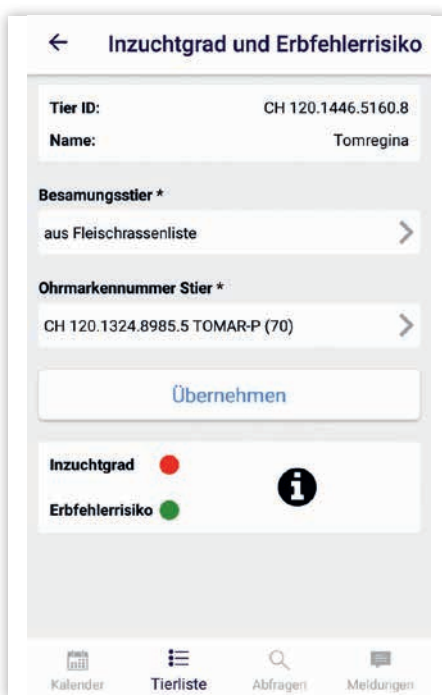 Inzuchtgrad und Erbfehlerrisiko
Tier ID: CH 120.1446.5160.8
Name: Tomregina
Besamungsstier *
aus Fleischrassenliste
Ohrmarkennummer Stier *
CH 120.1324.8985.5 TOMAR-P (70)
Übernehmen
Inzuchtgrad
Erbfehlerrisiko
Kalender Tierliste Abfragen Meldungen